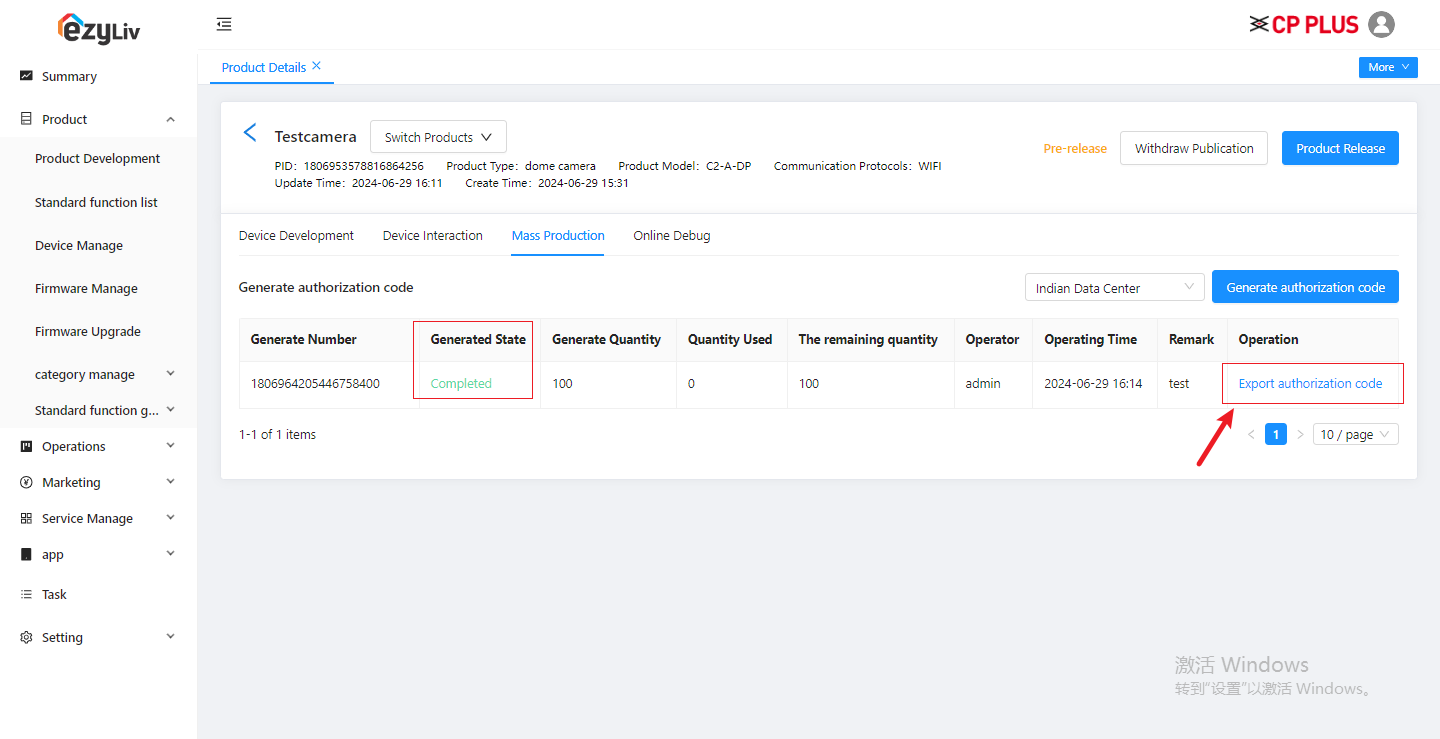 ezyLiv
CP PLUS
Summary
Product
Product Development
Standard function list
Device Manage
Firmware Manage
Firmware Upgrade
category manage
Standard function g...
Operations
Marketing
Service Manage
app
Task
Setting
Product Details
More
Testcamera
Switch Products
Pre-release
Withdraw Publication
Product Release
PID: 1806953578816864256 Product Type: dome camera Product Model: C2-A-DP Communication Protocols: WIFI
Update Time: 2024-06-29 16:11 Create Time: 2024-06-29 15:31
Device Development Device Interaction Mass Production Online Debug
Generate authorization code
Indian Data Center
Generate authorization code
Generate Number Generated State Generate Quantity Quantity Used The remaining quantity Operator Operating Time Remark Operation
1806964205446758400 Completed 100 0 100 admin 2024-06-29 16:14 test Export authorization code
1-1 of 1 items
1
10 / page
激活 Windows
转到“设置”以激活 Windows。